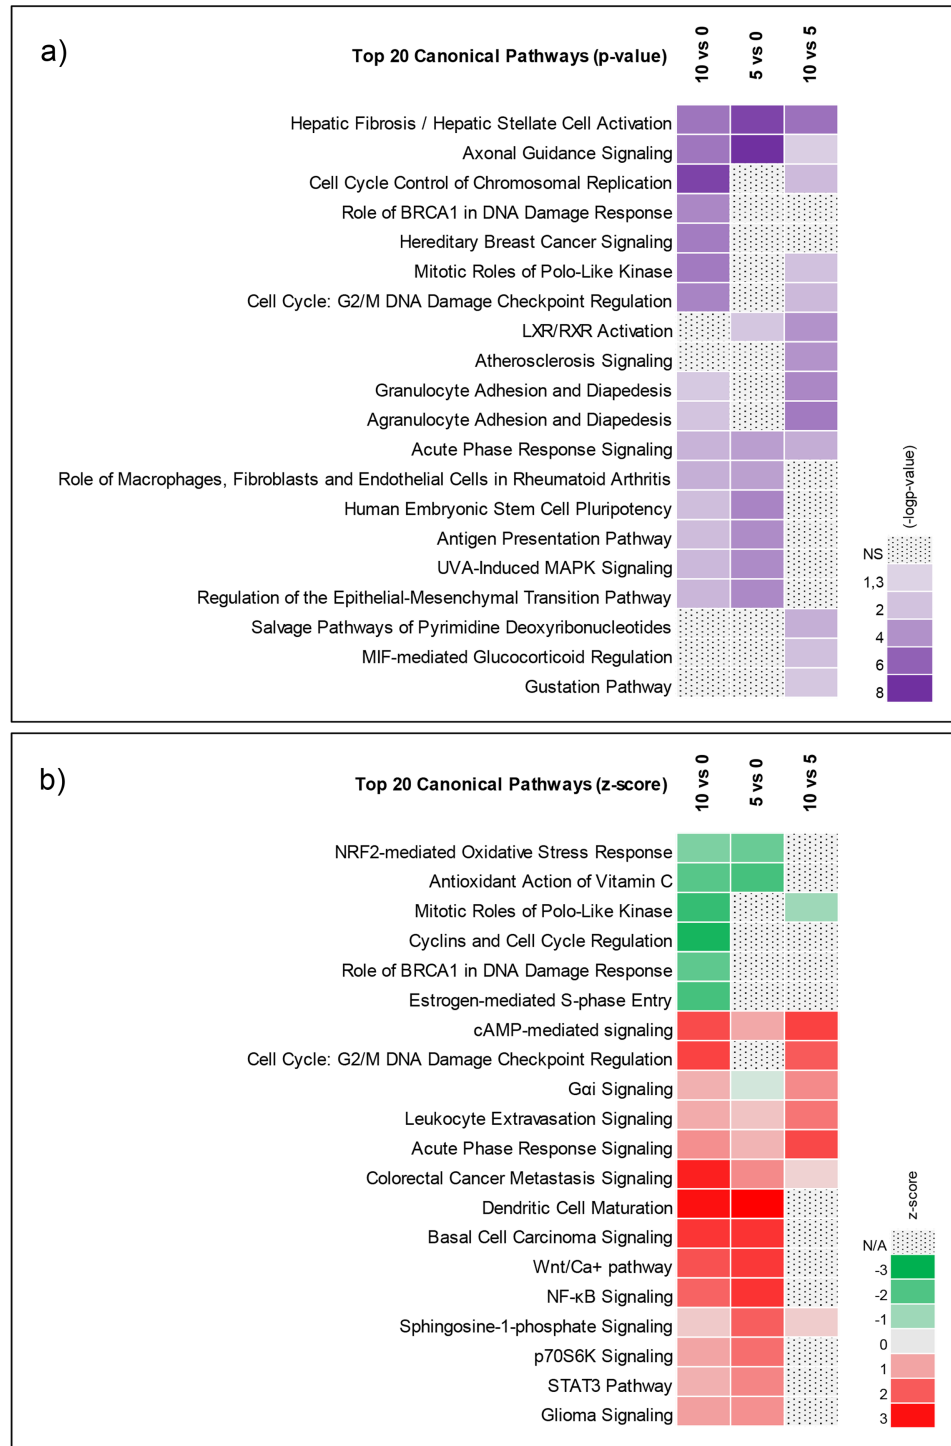 a)
Top 20 Canonical Pathways (p-value)
10 vs 0
5 vs 0
10 vs 5
Hepatic Fibrosis / Hepatic Stellate Cell Activation
Axonal Guidance Signaling
Cell Cycle Control of Chromosomal Replication
Role of BRCA1 in DNA Damage Response
Hereditary Breast Cancer Signaling
Mitotic Roles of Polo-Like Kinase
Cell Cycle: G2/M DNA Damage Checkpoint Regulation
LXR/RXR Activation
Atherosclerosis Signaling
Granulocyte Adhesion and Diapedesis
Agranulocyte Adhesion and Diapedesis
Acute Phase Response Signaling
Role of Macrophages, Fibroblasts and Endothelial Cells in Rheumatoid Arthritis
Human Embryonic Stem Cell Pluripotency
Antigen Presentation Pathway
UVA-Induced MAPK Signaling
Regulation of the Epithelial-Mesenchymal Transition Pathway
Salvage Pathways of Pyrimidine Deoxyribonucleotides
MIF-mediated Glucocorticoid Regulation
Gustation Pathway
(-logp-value)
NS
1,3
2
4
6
8
b)
Top 20 Canonical Pathways (z-score)
10 vs 0
5 vs 0
10 vs 5
NRF2-mediated Oxidative Stress Response
Antioxidant Action of Vitamin C
Mitotic Roles of Polo-Like Kinase
Cyclins and Cell Cycle Regulation
Role of BRCA1 in DNA Damage Response
Estrogen-mediated S-phase Entry
cAMP-mediated signaling
Cell Cycle: G2/M DNA Damage Checkpoint Regulation
Gαi Signaling
Leukocyte Extravasation Signaling
Acute Phase Response Signaling
Colorectal Cancer Metastasis Signaling
Dendritic Cell Maturation
Basal Cell Carcinoma Signaling
Wnt/Ca+ pathway
NF-κB Signaling
Sphingosine-1-phosphate Signaling
p70S6K Signaling
STAT3 Pathway
Glioma Signaling
z-score
N/A
-3
-2
-1
0
1
2
3